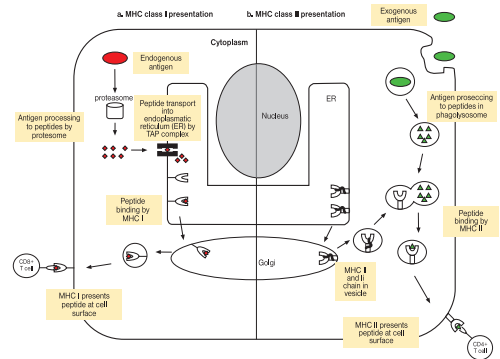 a. MHC class I presentation
b. MHC class II presentation
Exogenous
antigen
Cytoplasm
Endogenous
antigen
proteasome
Peptide transport
into
endoplasmatic
reticulum (ER) by
TAP complex
ER
Nucleus
Antigen proseccing
to peptides in
phagolysosome
Antigen processing
to peptides by
protesome
Peptide
binding by
MHC I
Peptide
binding by
MHC II
Golgi
MHC II
and Ii
chain in
vesicle
CD8+
T cell
MHC I presents
peptide at cell
surface
MHC II presents
peptide at cell
surface
CD4+
T cell